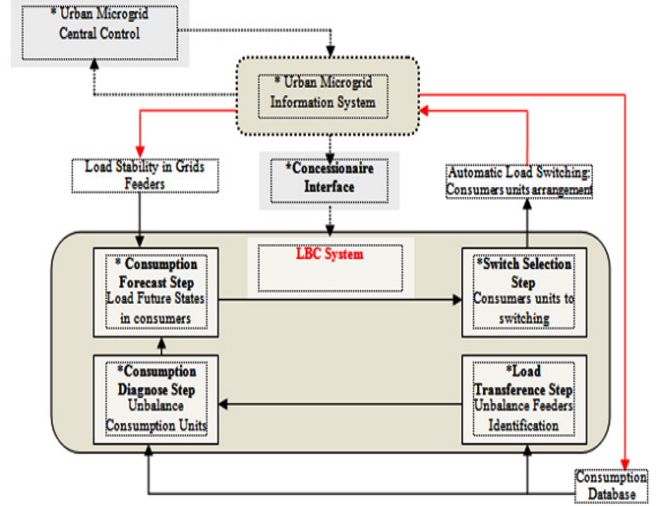 * Urban Microgrid
Central Control
* Urban Microgrid
Information System
Load Stability in Grids
Feeders
*Concessionaire
Interface
Automatic Load Switching:
Consumers units arrangement
LBC System
* Consumption
Forecast Step
Load Future States
in consumers
*Switch Selection
Step
Consumers units to
switching
*Consumption
Diagnose Step
Unbalance
Consumption Units
*Load
Transference Step
Unbalance Feeders
Identification
Consumption
Database